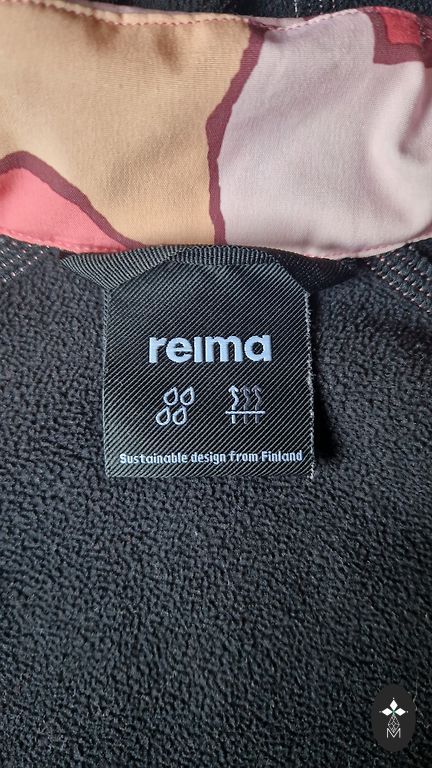 reima
Sustainable design from Finland
M